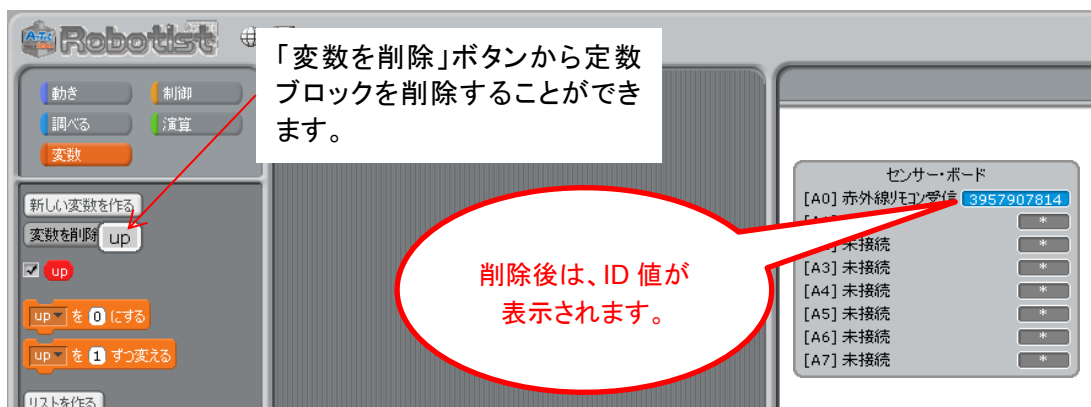 A-Tec Robotist
「変数を削除」ボタンから定数
ブロックを削除することができ
ます。
動き
制御
調べる
演算
変数
新しい変数を作る
変数を削除
up
up
up を 0 にする
up を 1 ずつ変える
リストを作る
センサー・ボード
[A0] 赤外線リモコン受信 3957907814
*
未接続 *
[A3] 未接続 *
[A4] 未接続 *
[A5] 未接続 *
[A6] 未接続 *
[A7] 未接続 *
削除後は、ID 値が
表示されます。